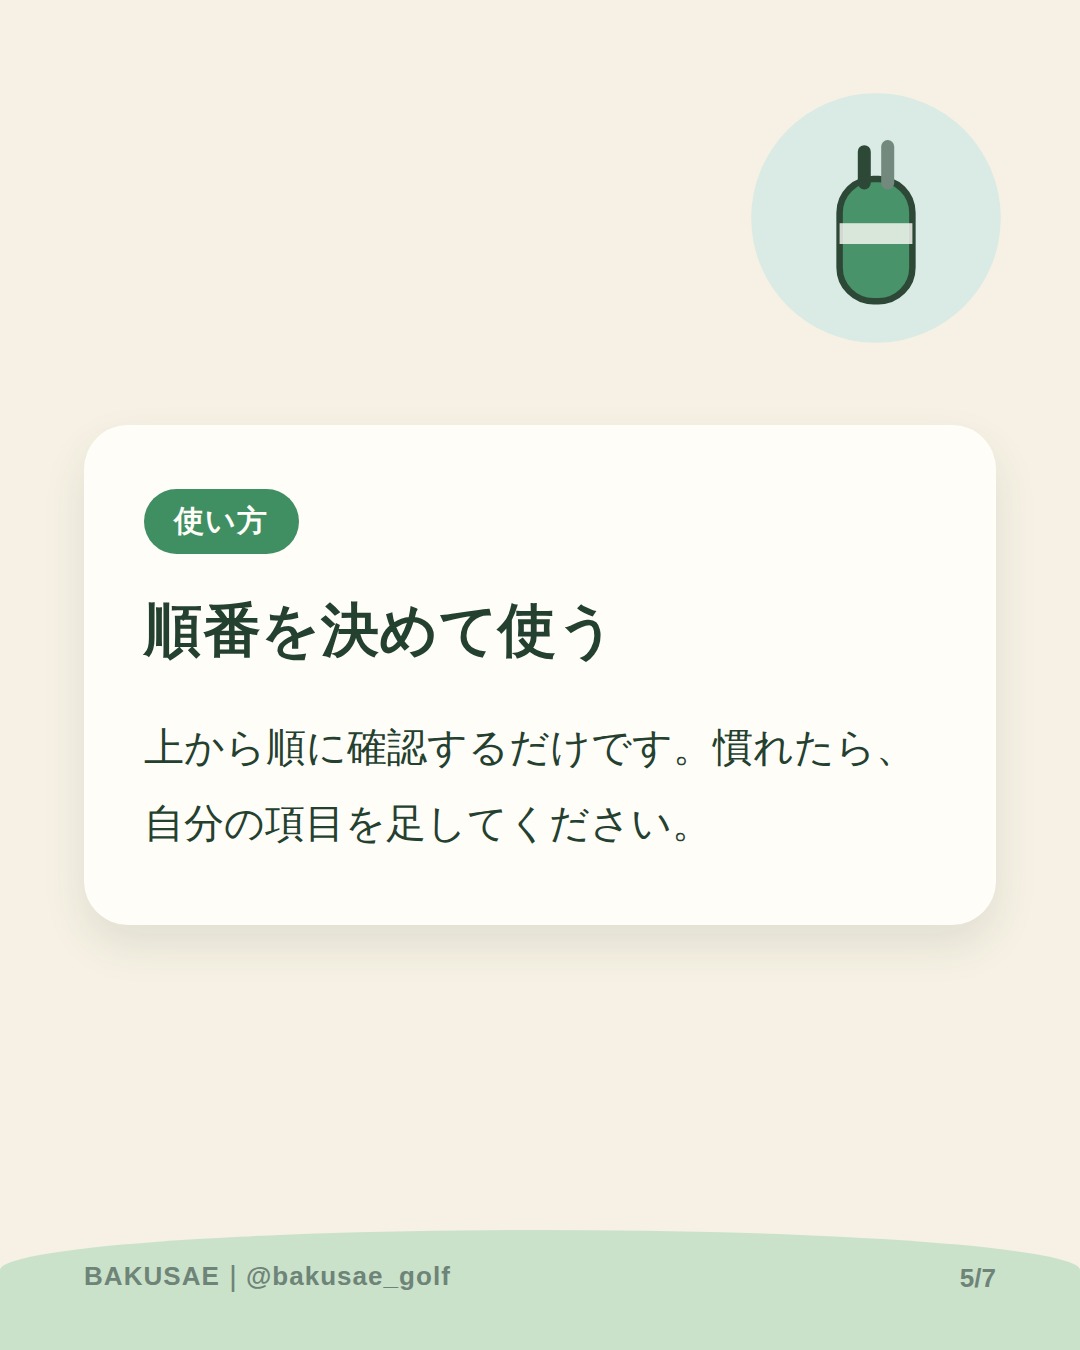 使い方
順番を決めて使う
上から順に確認するだけです。慣れたら、
自分の項目を足してください。
BAKUSAE | @bakusae_golf
5/7